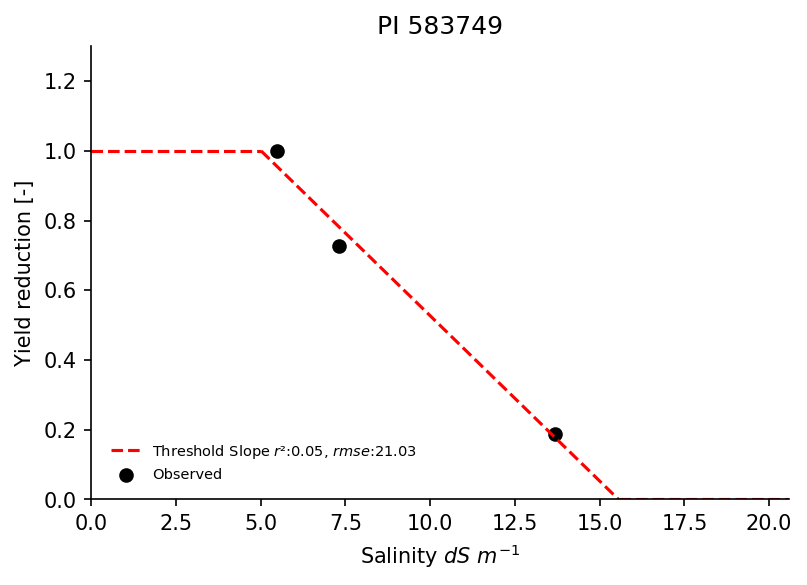 PI 583749
Yield reduction [-]
1.2
1.0
0.8
0.6
0.4
0.2
0.0
Threshold Slope r²:0.05, rmse:21.03
Observed
0.0 2.5 5.0 7.5 10.0 12.5 15.0 17.5 20.0
Salinity dS m⁻¹